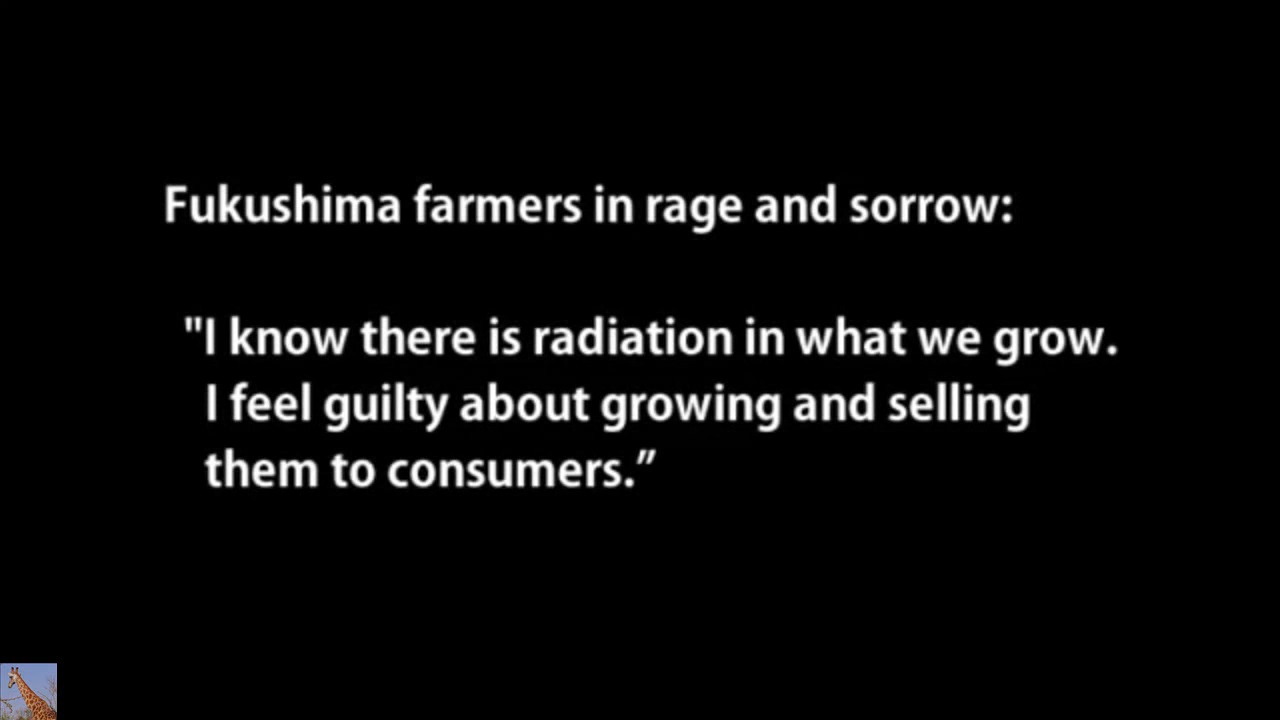 Fukushima farmers in rage and sorrow:
"I know there is radiation in what we grow.
I feel guilty about growing and selling
them to consumers.”